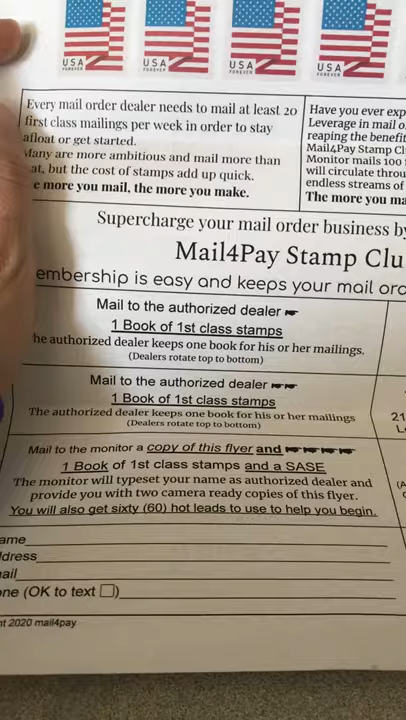 USA FOREVER
USA FOREVER
USA FOREVER
USA FOREVER
Every mail order dealer needs to mail at least 20
first class mailings per week in order to stay
afloat or get started.
Many are more ambitious and mail more than
at, but the cost of stamps add up quick.
e more you mail, the more you make.
Have you ever exp
Leverage in mail o
reaping the benefit
Mail4Pay Stamp Cl
Monitor mails 100
will circulate throu
endless streams of
The more you ma
Supercharge your mail order business by
Mail4Pay Stamp Clu
embership is easy and keeps your mail ord
Mail to the authorized dealer
1 Book of 1st class stamps
he authorized dealer keeps one book for his or her mailings.
(Dealers rotate top to bottom)
Mail to the authorized dealer
1 Book of 1st class stamps
The authorized dealer keeps one book for his or her mailings
(Dealers rotate top to bottom)
21
L
Mail to the monitor a copy of this flyer and
1 Book of 1st class stamps and a SASE
The monitor will typeset your name as authorized dealer and
provide you with two camera ready copies of this flyer.
You will also get sixty (60) hot leads to use to help you begin.
(A
ame
dress
ail
one (OK to text ☐)
nt 2020 mail4pay